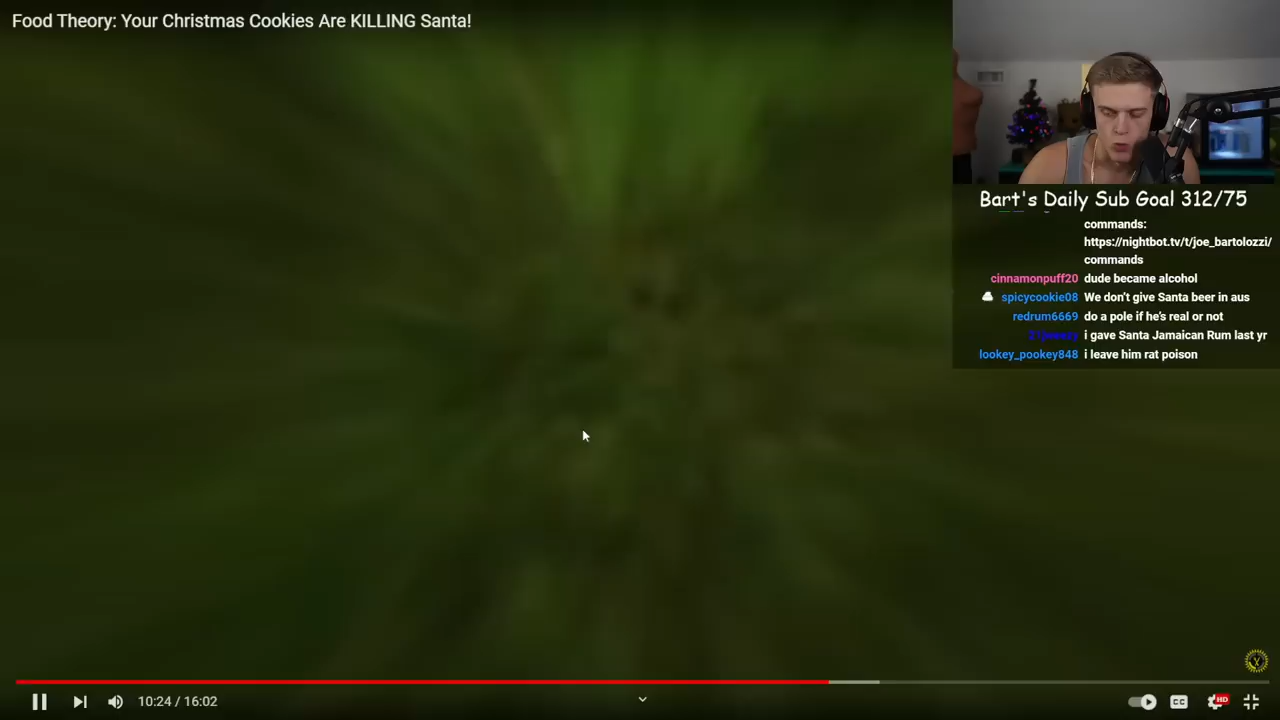 Food Theory: Your Christmas Cookies Are KILLING Santa!
Bart's Daily Sub Goal 312/75
commands:
https://nightbot.tv/t/joe_bartolozzi/
commands
cinnamonpuff20 dude became alcohol
spicycookie08 We don't give Santa beer in aus
redrum6669 do a pole if he's real or not
i gave Santa Jamaican Rum last yr
lookey_pookey848 i leave him rat poison
10:24 / 16:02
CC
HD